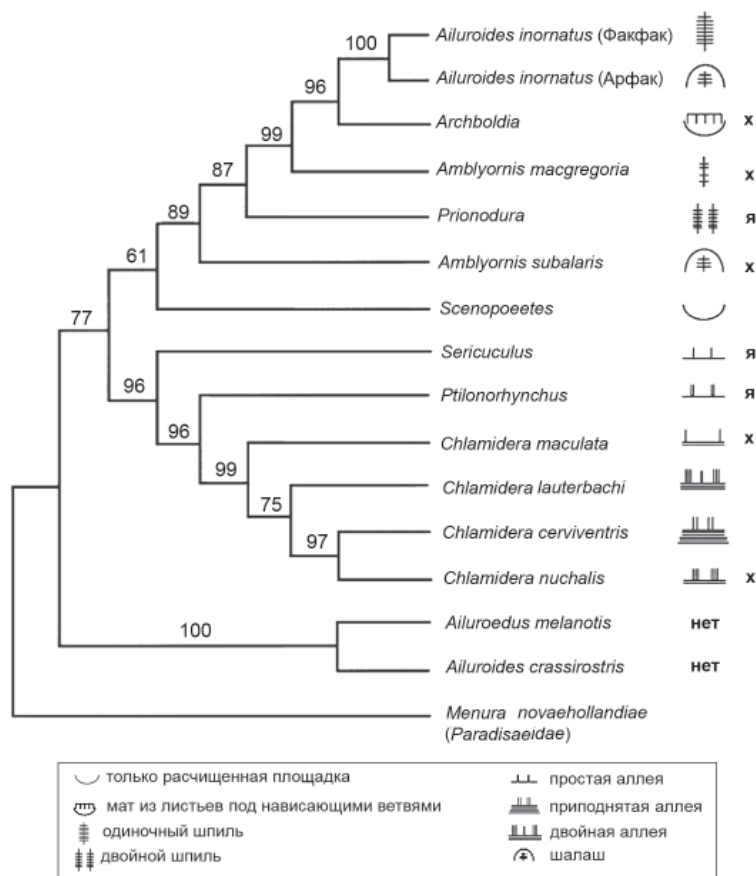 100
Ailuroides inornatus (Факфак)
96
Ailuroides inornatus (Арфак)
99
Archboldia х
87
Amblyornis macgregoria х
89
Prionodura я
61
Amblyornis subalaris х
77
Scenopoeetes
96
Sericuculus я
96
Ptilonorhynchus я
99
Chlamidera maculata х
75
Chlamidera lauterbachi
97
Chlamidera cerviventris
Chlamidera nuchalis х
100
Ailuroedus melanotis нет
Ailuroides crassirostris нет
Menura novaehollandiae
(Paradisaeidae)
только расчищенная площадка
мат из листьев под нависающими ветвями
одиночный шпиль
двойной шпиль
простая аллея
приподнятая аллея
двойная аллея
шалаш